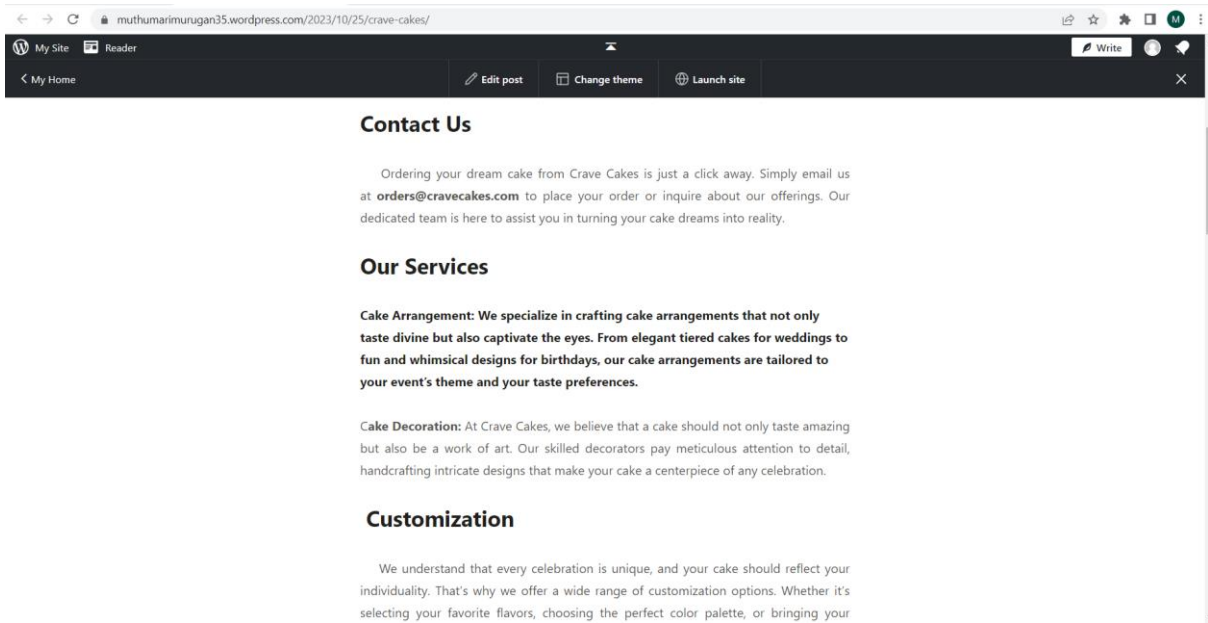 muthumarimurugan35.wordpress.com/2023/10/25/crave-cakes/
M
My Site Reader Write
My Home Edit post Change theme Launch site
Contact Us
Ordering your dream cake from Crave Cakes is just a click away. Simply email us
at orders@cravecakes.com to place your order or inquire about our offerings. Our
dedicated team is here to assist you in turning your cake dreams into reality.
Our Services
Cake Arrangement: We specialize in crafting cake arrangements that not only
taste divine but also captivate the eyes. From elegant tiered cakes for weddings to
fun and whimsical designs for birthdays, our cake arrangements are tailored to
your event’s theme and your taste preferences.
Cake Decoration: At Crave Cakes, we believe that a cake should not only taste amazing
but also be a work of art. Our skilled decorators pay meticulous attention to detail,
handcrafting intricate designs that make your cake a centerpiece of any celebration.
Customization
We understand that every celebration is unique, and your cake should reflect your
individuality. That’s why we offer a wide range of customization options. Whether it’s
selecting your favorite flavors, choosing the perfect color palette, or bringing your